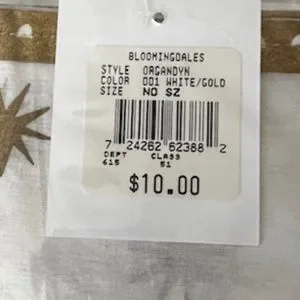 BLOOMINGDALES
STYLE ORGANDYN
COLOR 001 WHITE/GOLD
SIZE NO SZ
7 24262 62388 2
DEPT CLASS
615 51
$10.00